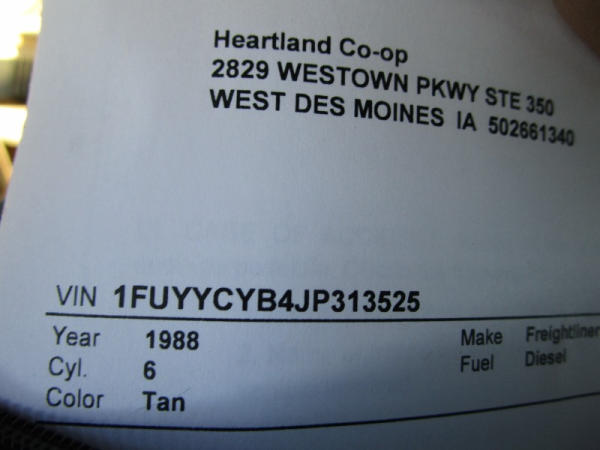 Heartland Co-op
2829 WESTOWN PKWY STE 350
WEST DES MOINES IA 502661340
VIN 1FUYYCYB4JP313525
Year 1988 Make Freightliner
Cyl. 6 Fuel Diesel
Color Tan